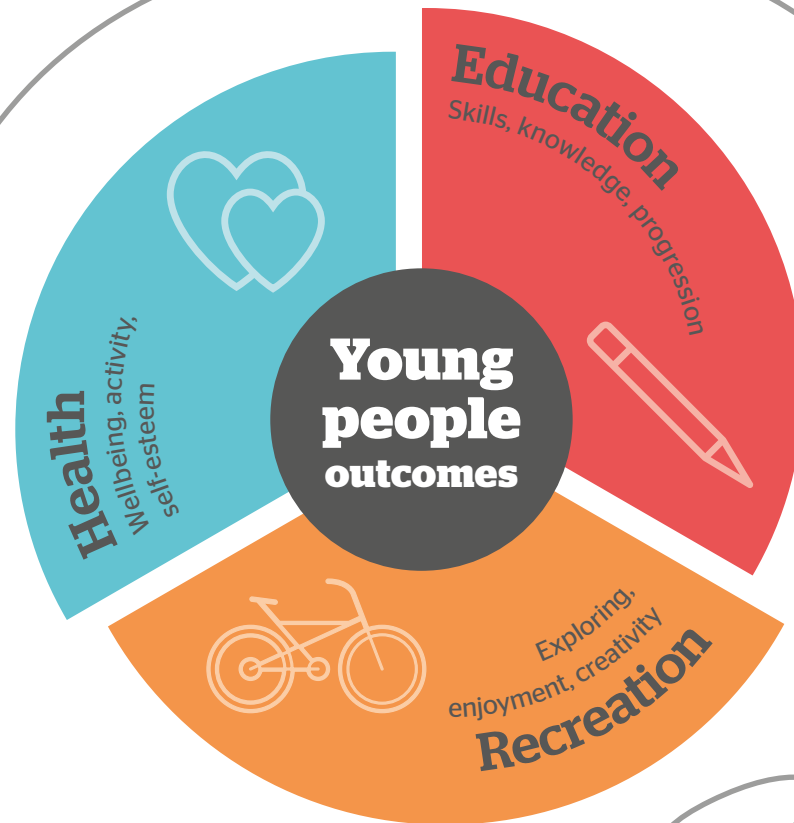 Young
people
outcomes
Education
Skills, knowledge, progression
Exploring,
enjoyment, creativity
Recreation
Health
Wellbeing, activity,
self-esteem